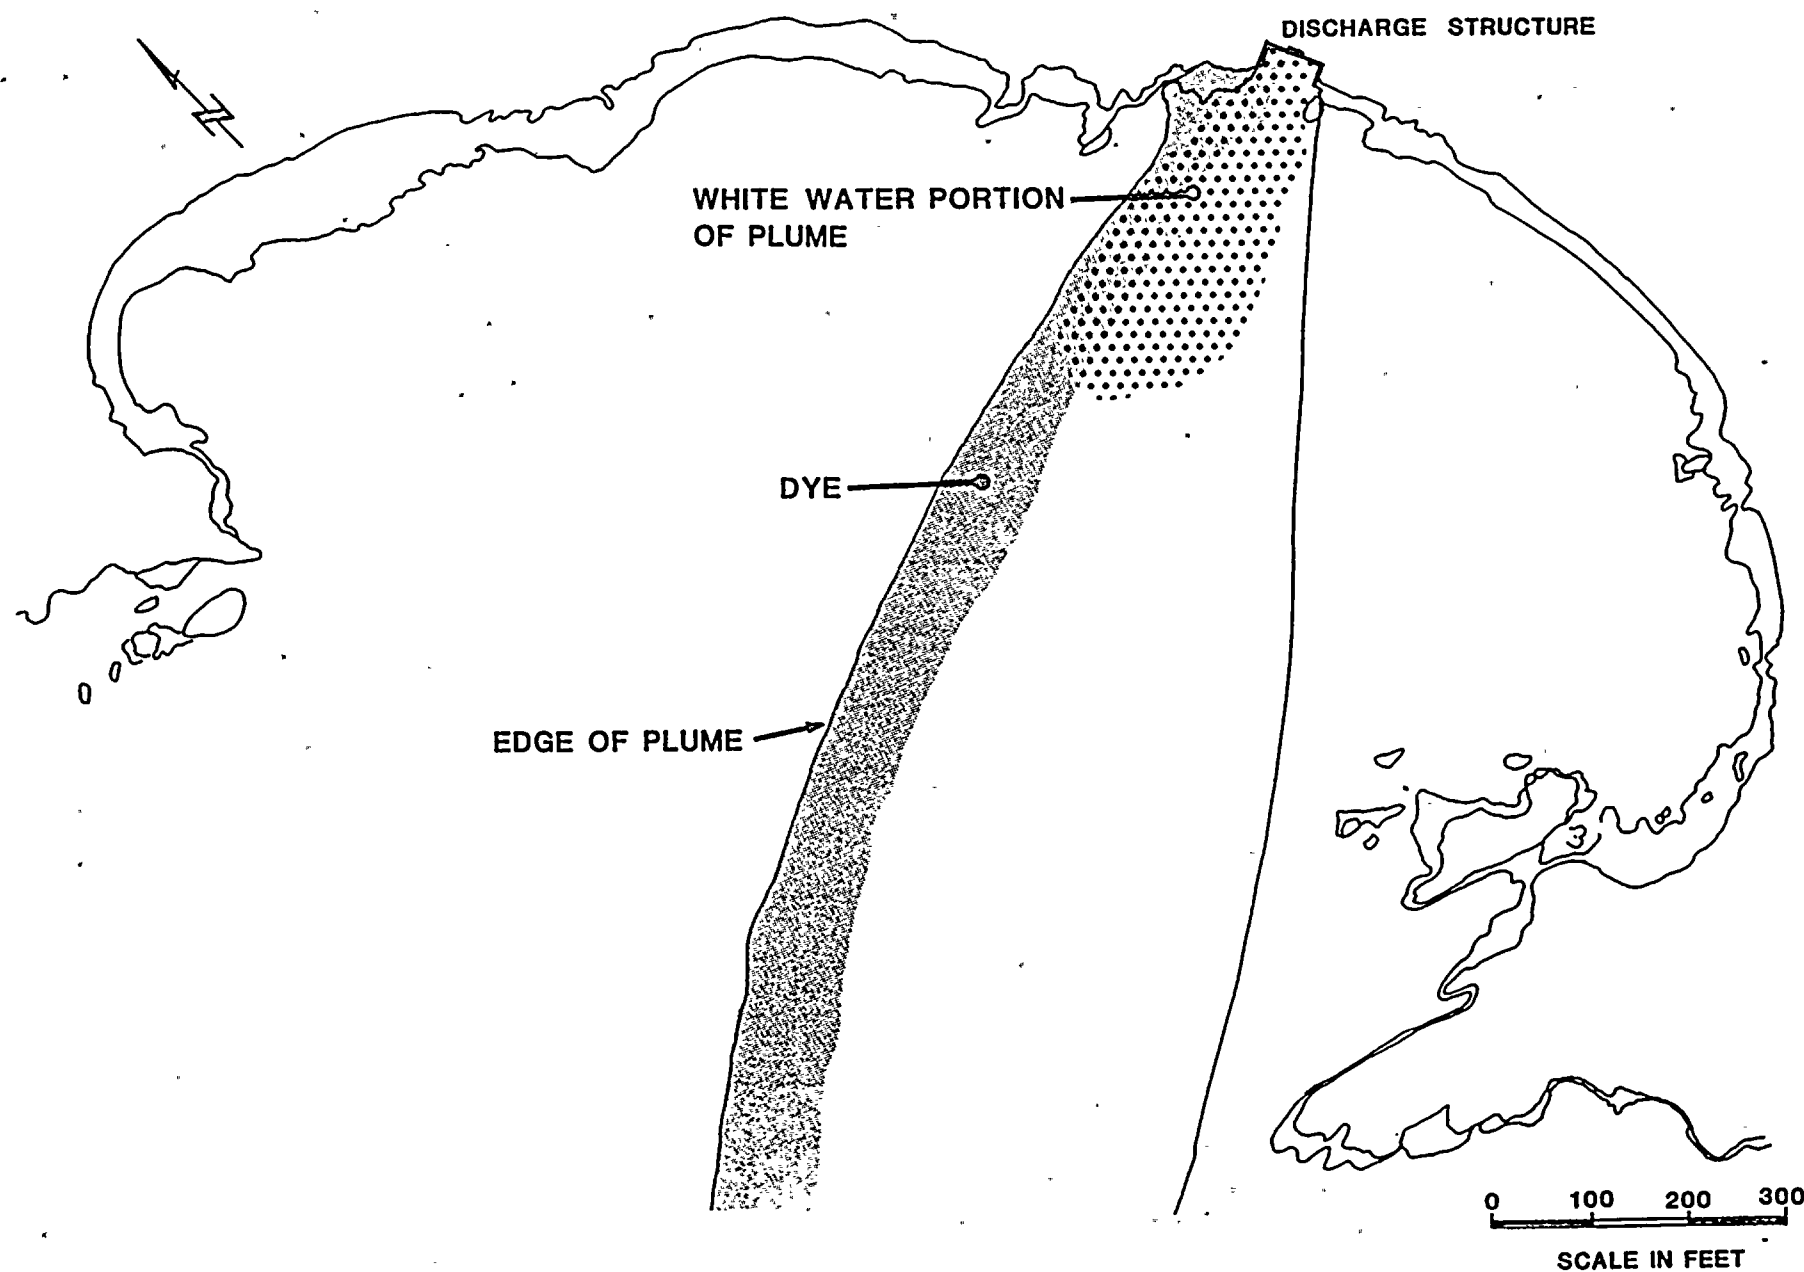 DISCHARGE STRUCTURE
WHITE WATER PORTION
OF PLUME
DYE
EDGE OF PLUME
0 100 200 300
SCALE IN FEET